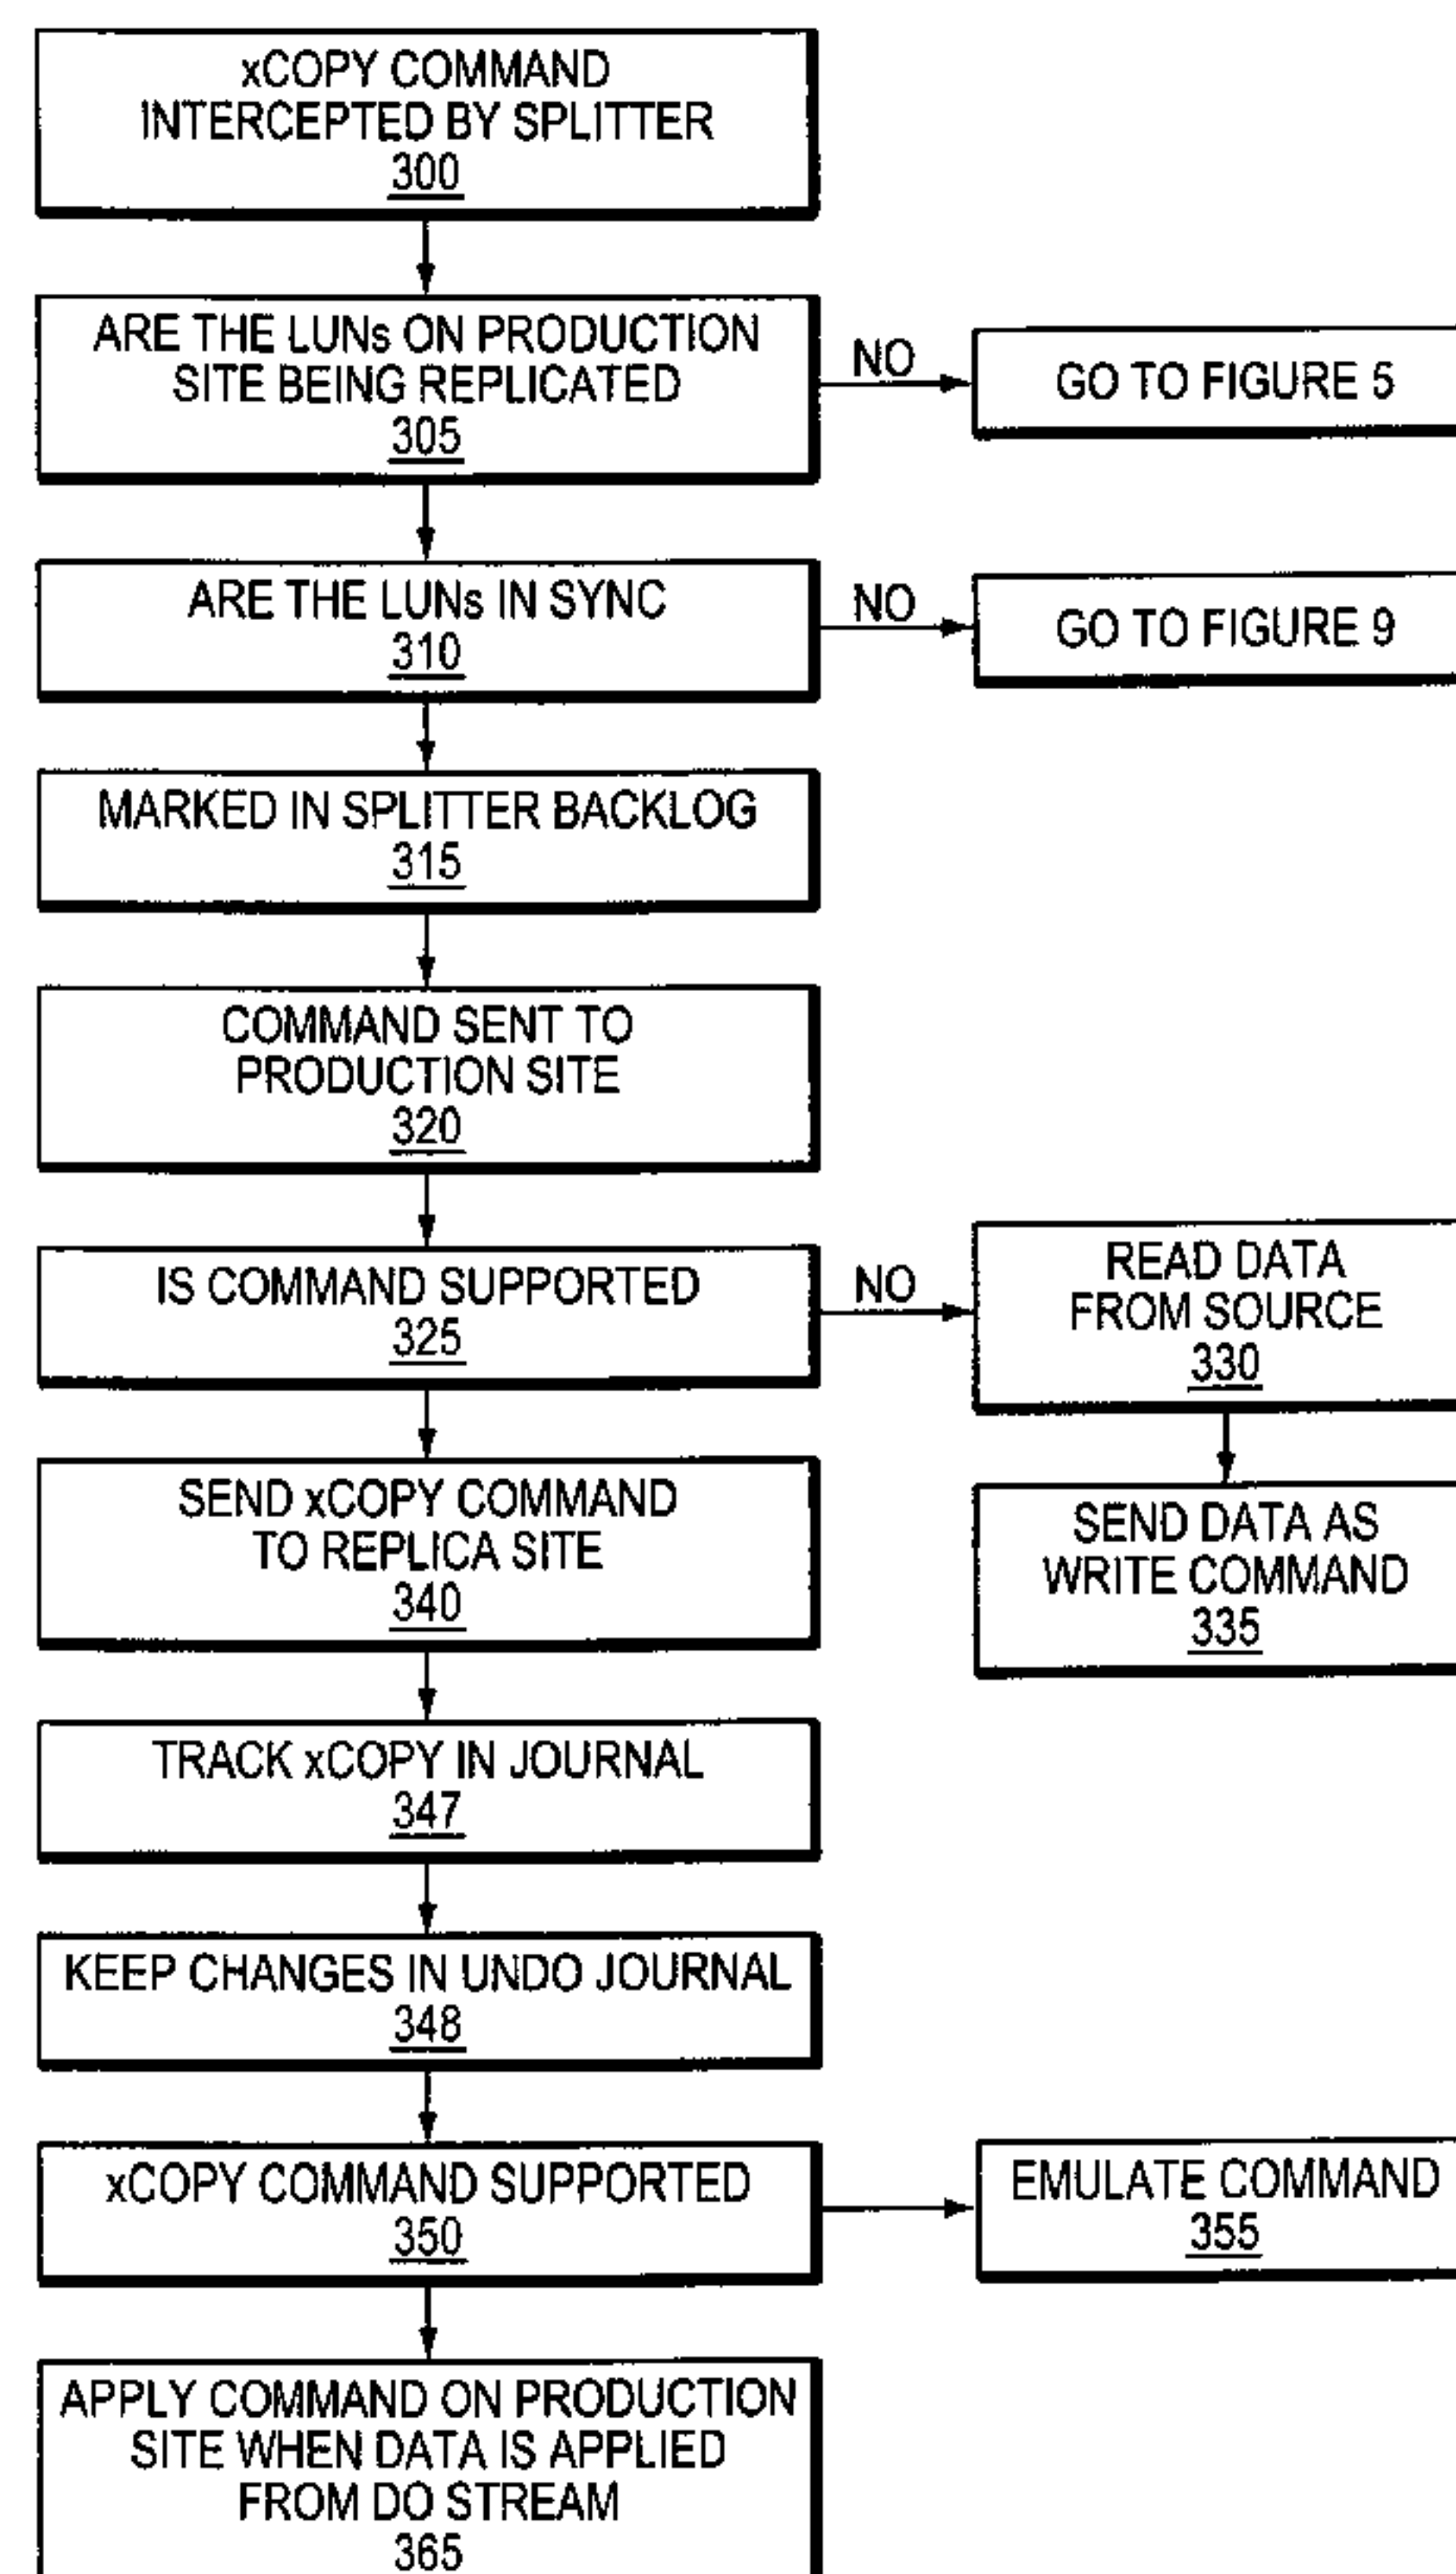 xCOPY COMMAND
INTERCEPTED BY SPLITTER
300
ARE THE LUNs ON PRODUCTION
SITE BEING REPLICATED
305
NO
GO TO FIGURE 5
ARE THE LUNs IN SYNC
310
NO
GO TO FIGURE 9
MARKED IN SPLITTER BACKLOG
315
COMMAND SENT TO
PRODUCTION SITE
320
IS COMMAND SUPPORTED
325
NO
READ DATA
FROM SOURCE
330
SEND DATA AS
WRITE COMMAND
335
SEND xCOPY COMMAND
TO REPLICA SITE
340
TRACK xCOPY IN JOURNAL
347
KEEP CHANGES IN UNDO JOURNAL
348
xCOPY COMMAND SUPPORTED
350
EMULATE COMMAND
355
APPLY COMMAND ON PRODUCTION
SITE WHEN DATA IS APPLIED
FROM DO STREAM
365